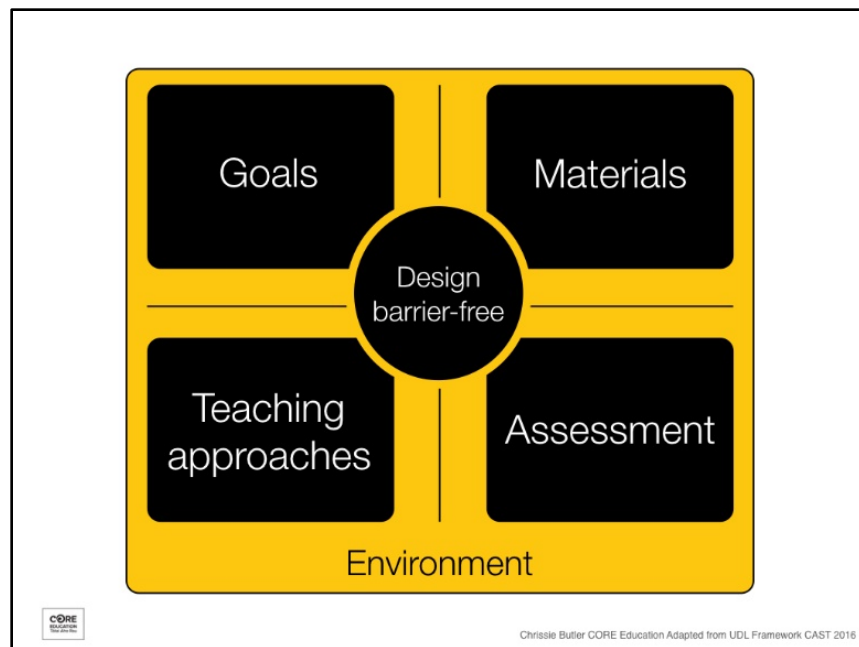 Goals
Materials
Design
barrier-free
Teaching
approaches
Assessment
Environment
CORE
EDUCATION
Chrissie Butler CORE Education Adapted from UDL Framework CAST 2016